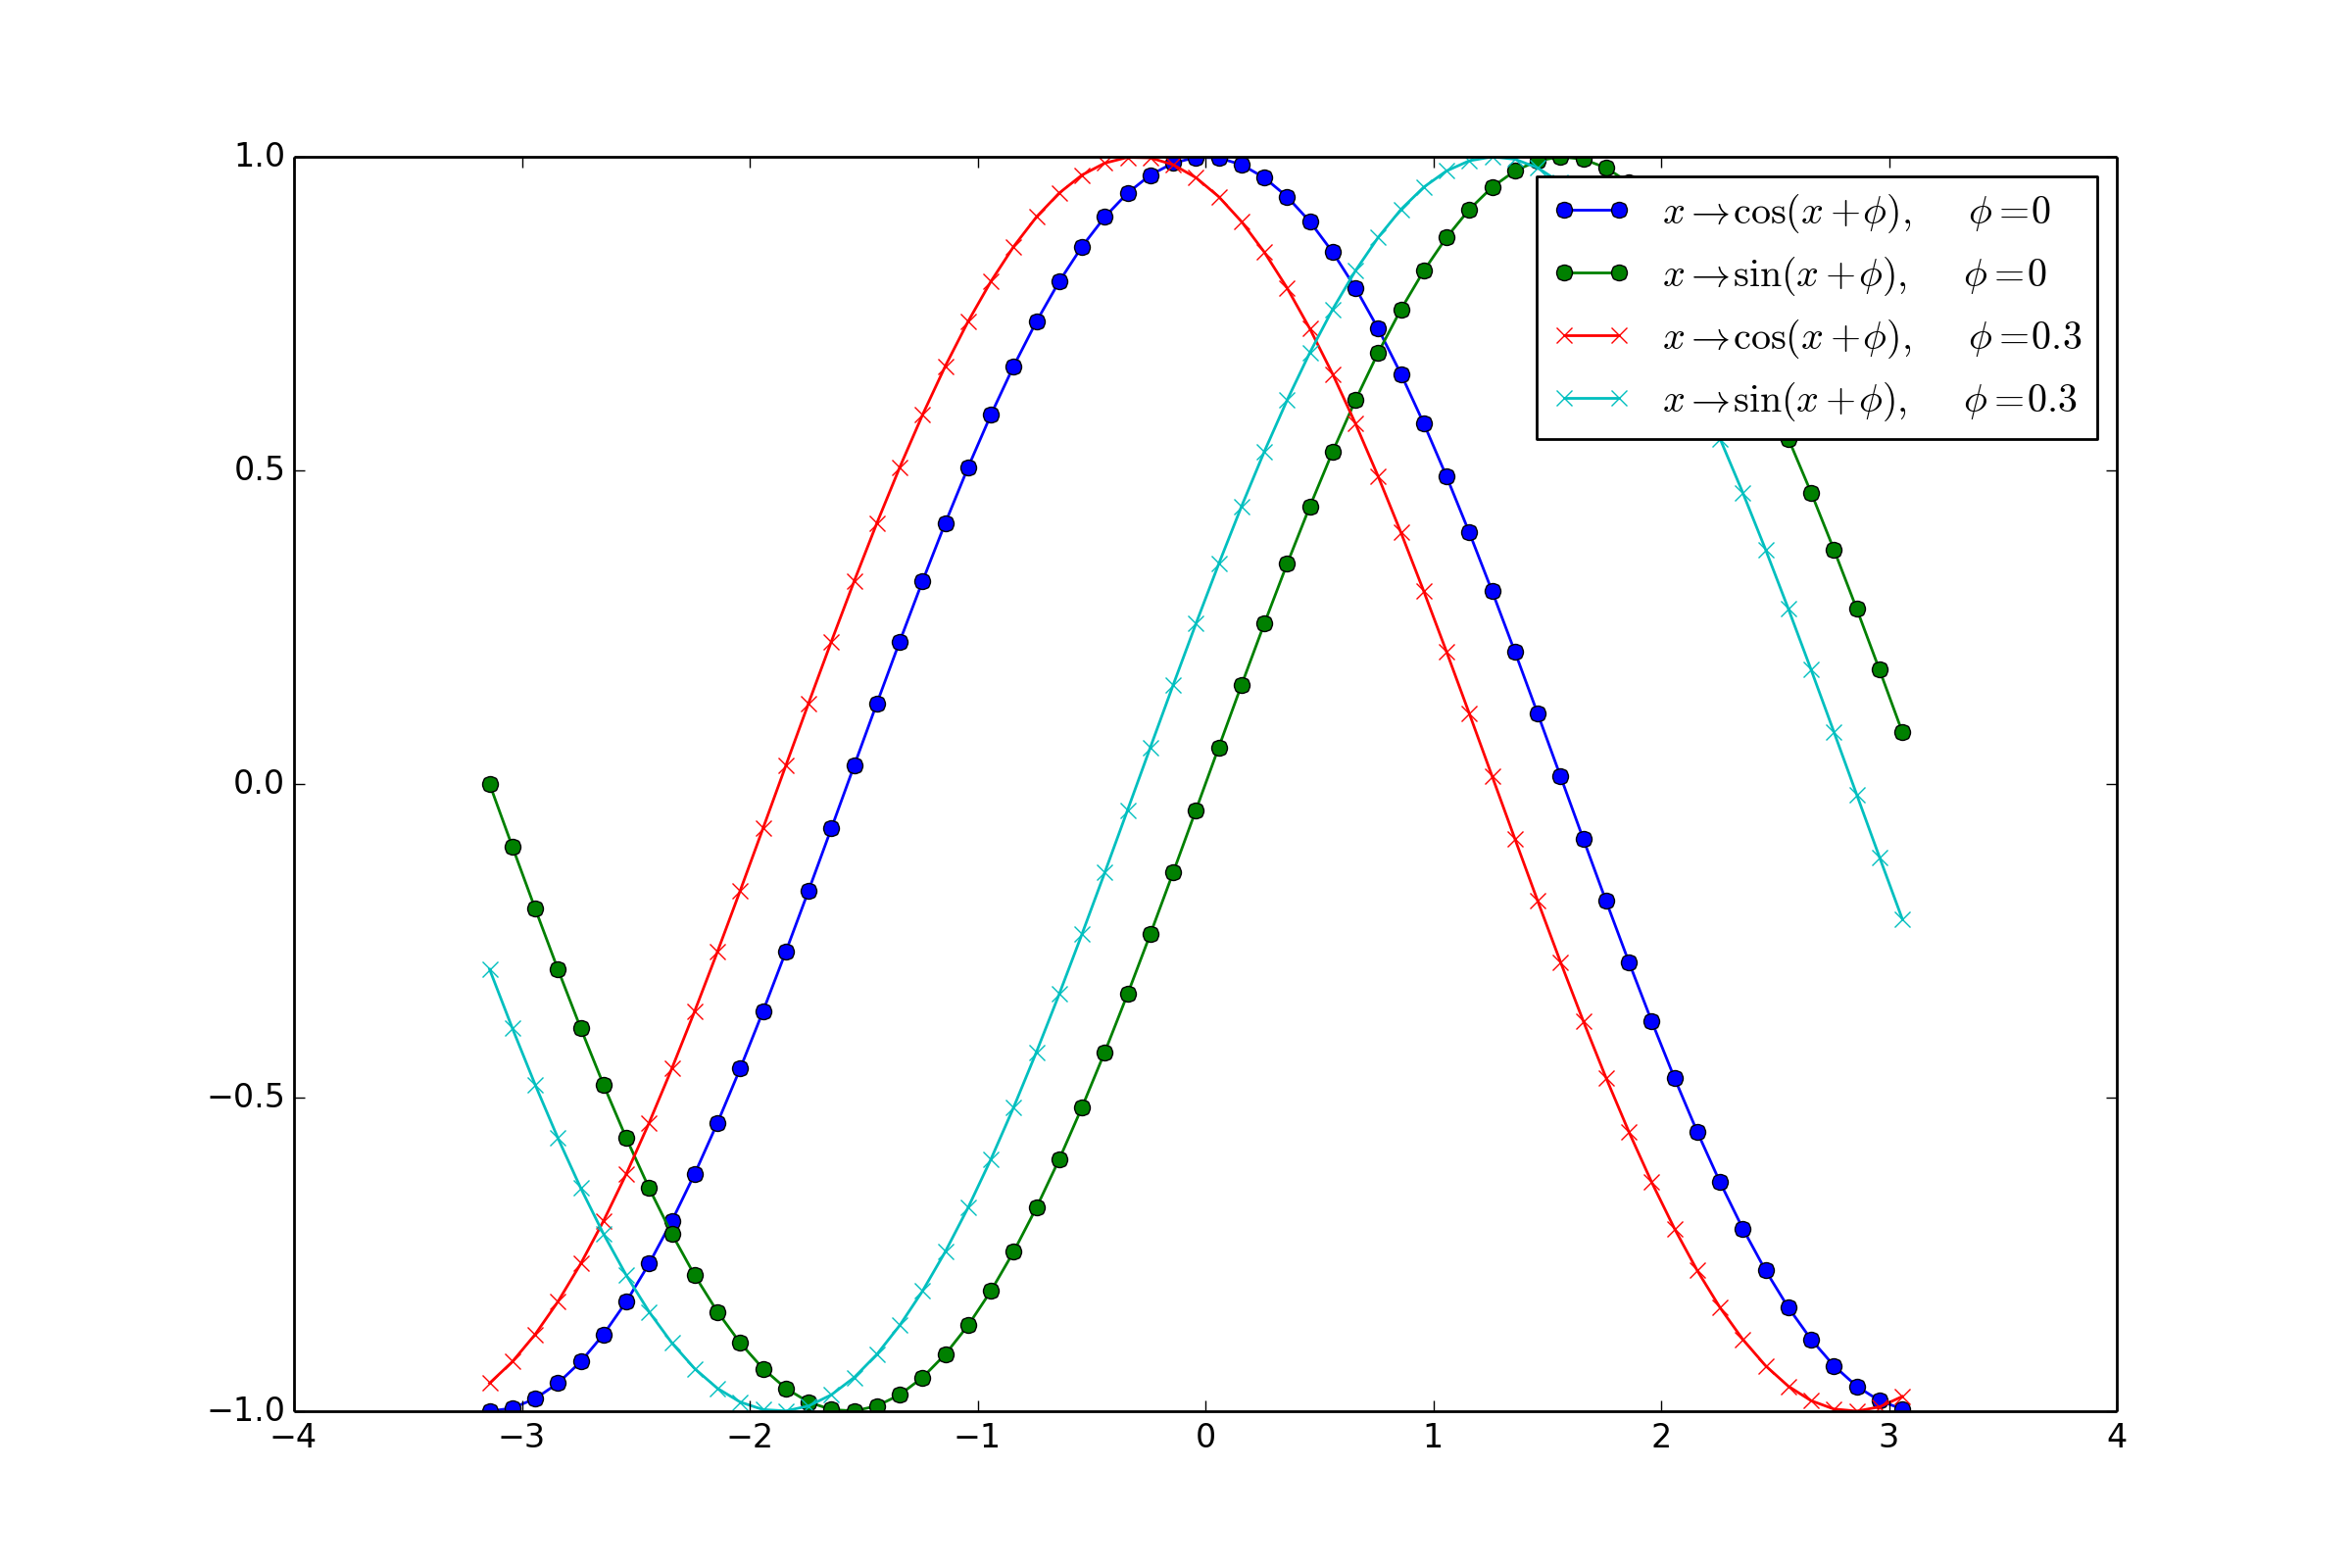 1.0
x→cos(x+ϕ), ϕ=0
x→sin(x+ϕ), ϕ=0
x→cos(x+ϕ), ϕ=0.3
x→sin(x+ϕ), ϕ=0.3
0.5
0.0
−0.5
−1.0
−4 −3 −2 −1 0 1 2 3 4